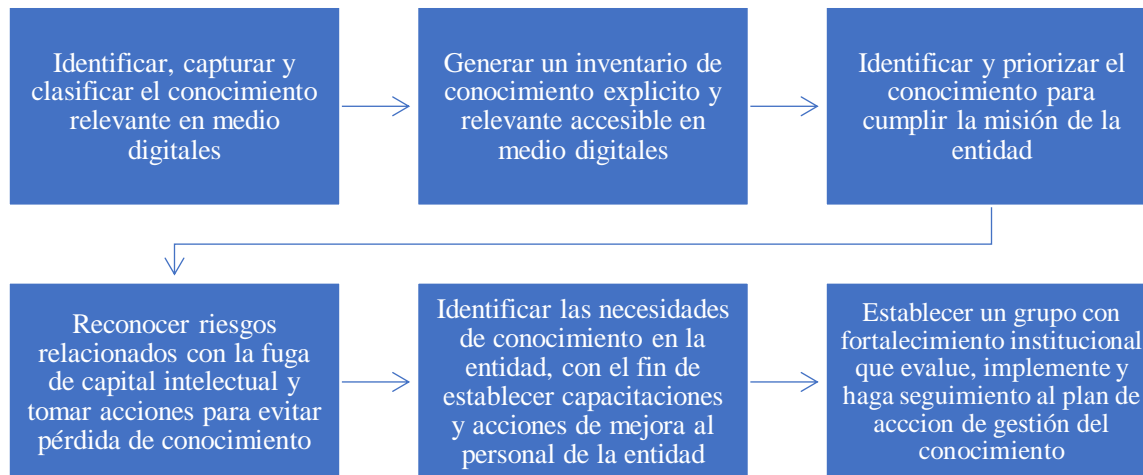 Identificar, capturar y
clasificar el conocimiento
relevante en medio
digitales
Generar un inventario de
conocimiento explicito y
relevante accesible en
medio digitales
Identificar y priorizar el
conocimiento para
cumplir la misión de la
entidad
Reconocer riesgos
relacionados con la fuga
de capital intelectual y
tomar acciones para evitar
pérdida de conocimiento
Identificar las necesidades
de conocimiento en la
entidad, con el fin de
establecer capacitaciones
y acciones de mejora al
personal de la entidad
Establecer un grupo con
fortalecimiento institucional
que evalue, implemente y
haga seguimiento al plan de
acccion de gestión del
conocimiento